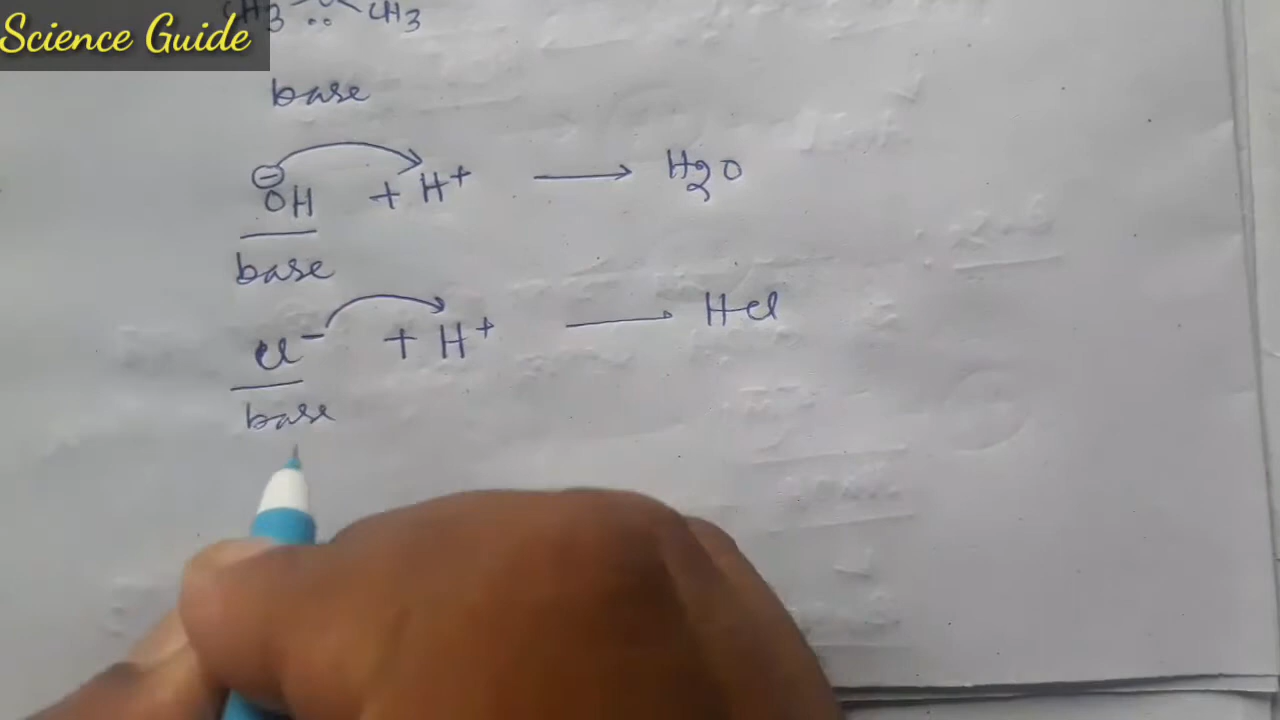 CH3 .. CH3
Science Guide
base
⊖
OH + H+ → H2O
base
Cl− + H+ → HCl
base